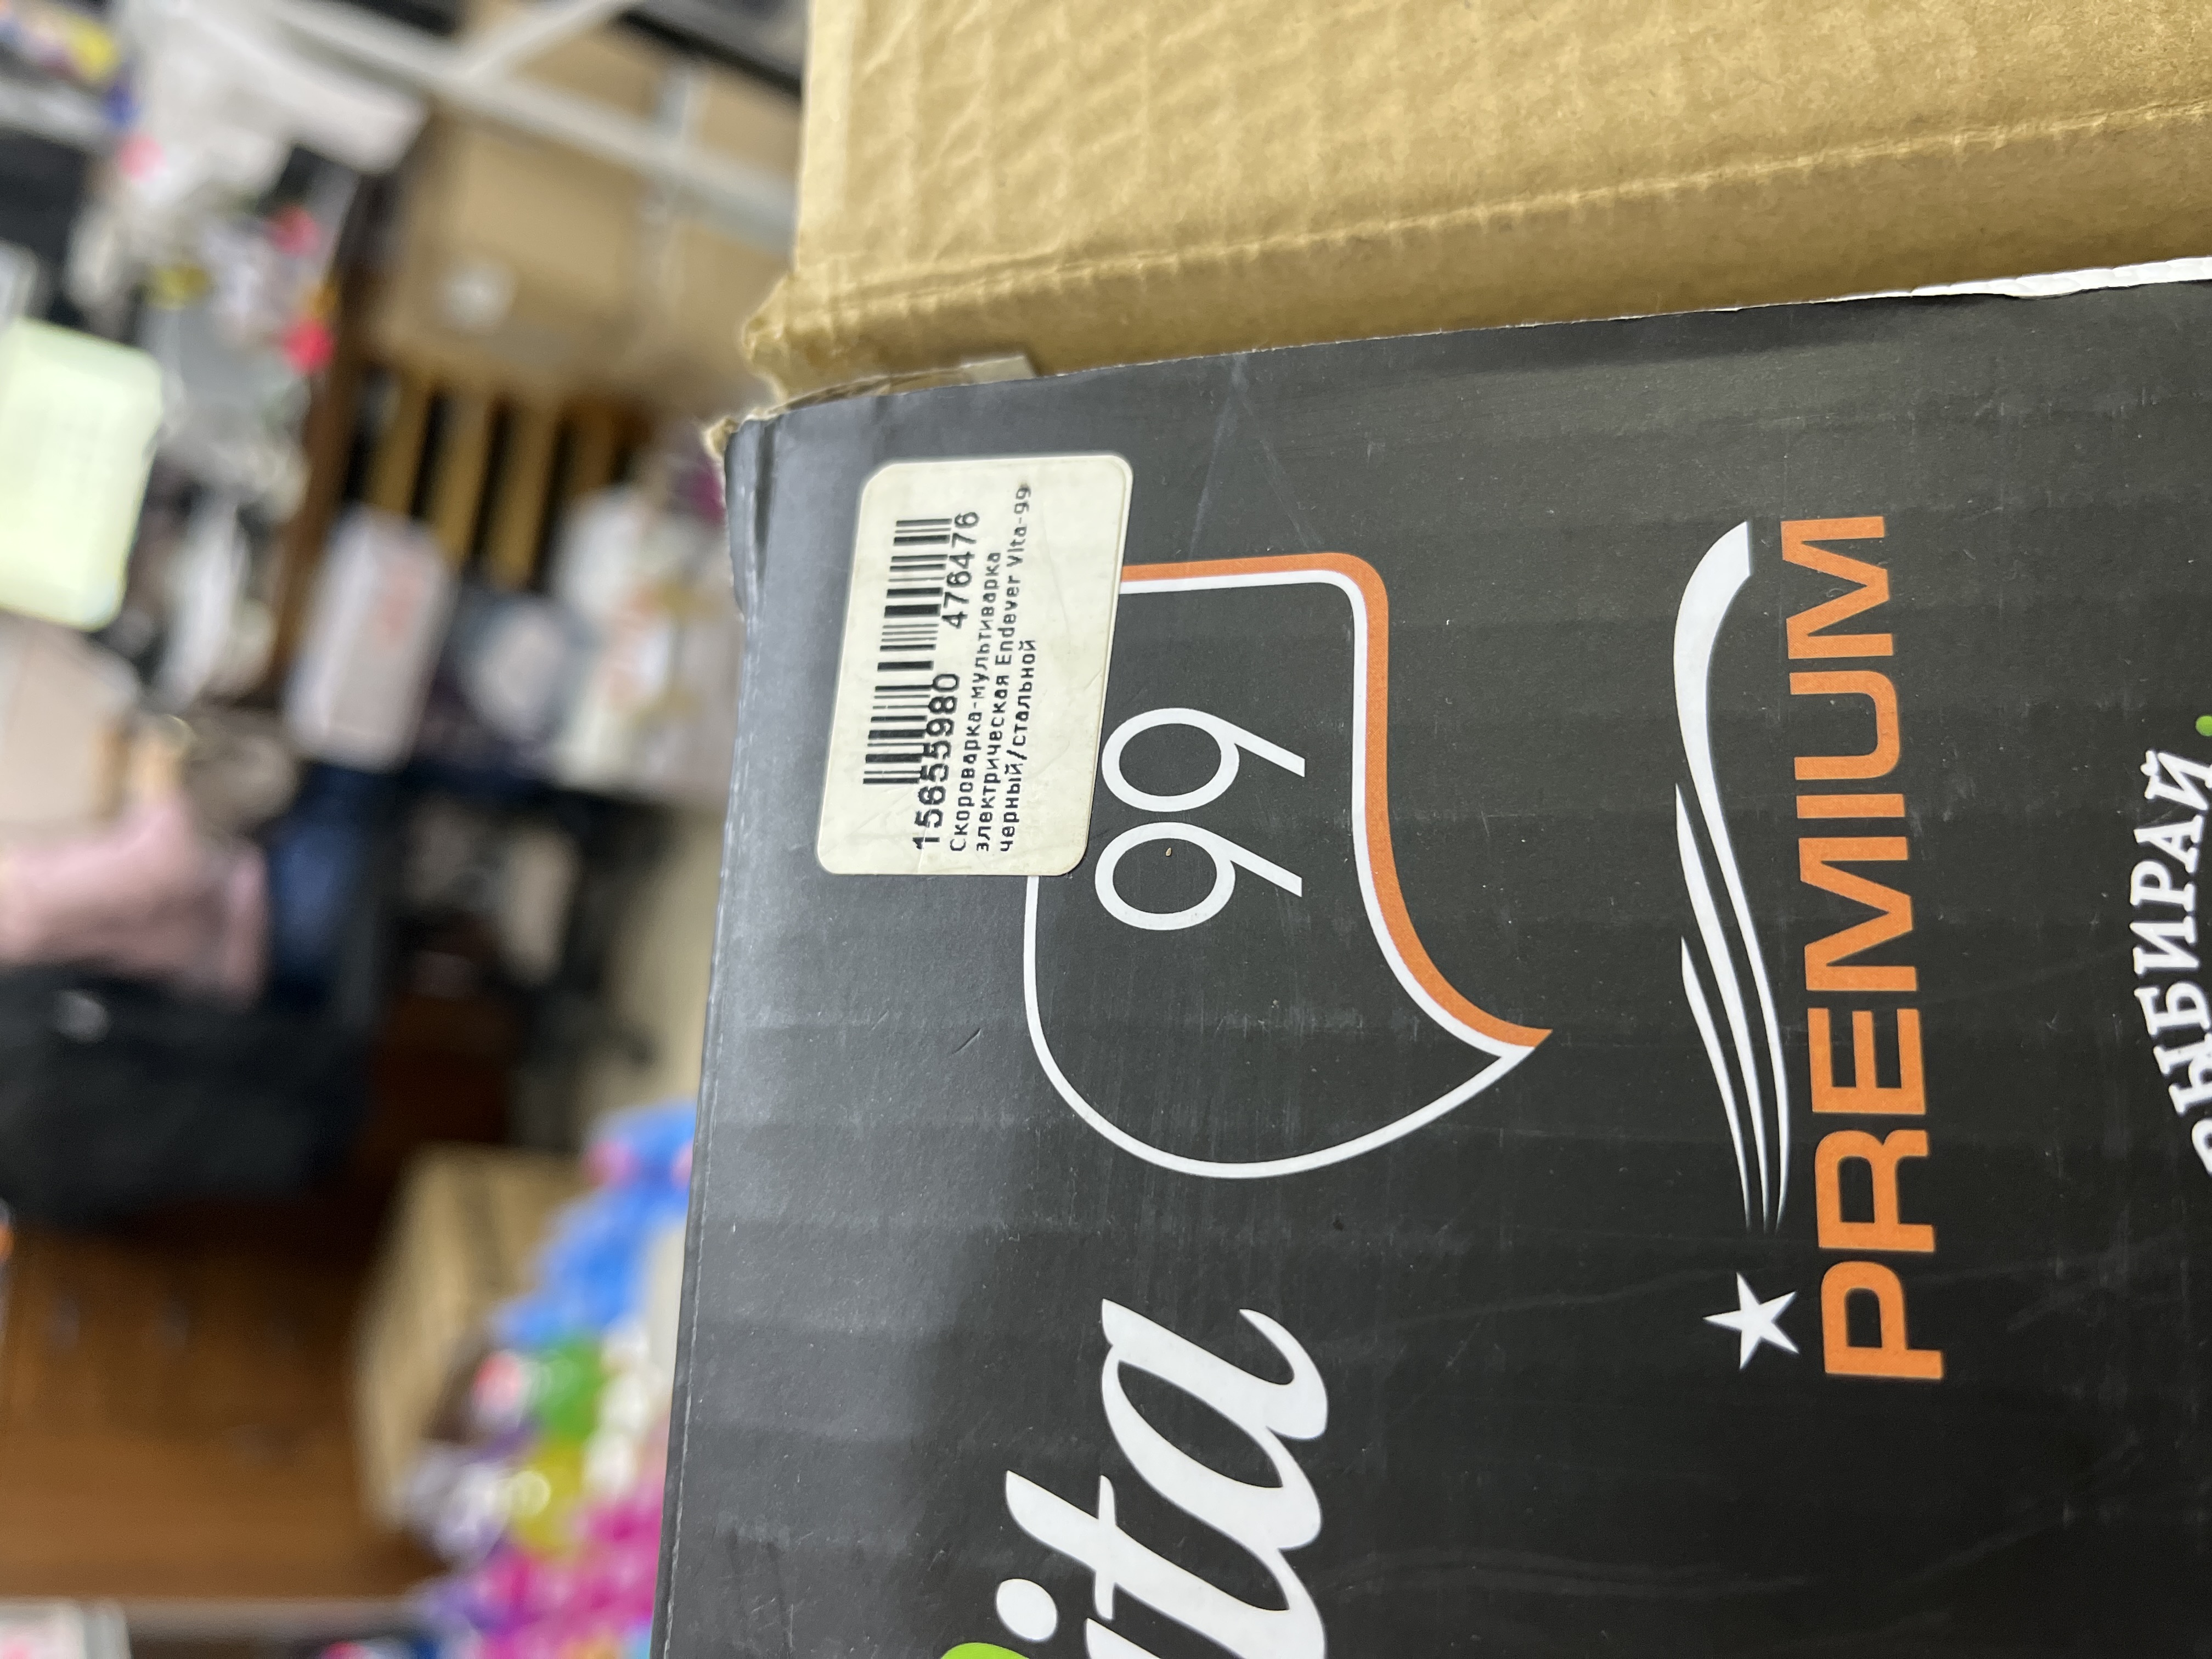 15655980 476476
Скороварка-мультиварка
электрическая Endever Vita-99
черный/стальной
99
ita
PREMIUM
ВЫБИРАЙ